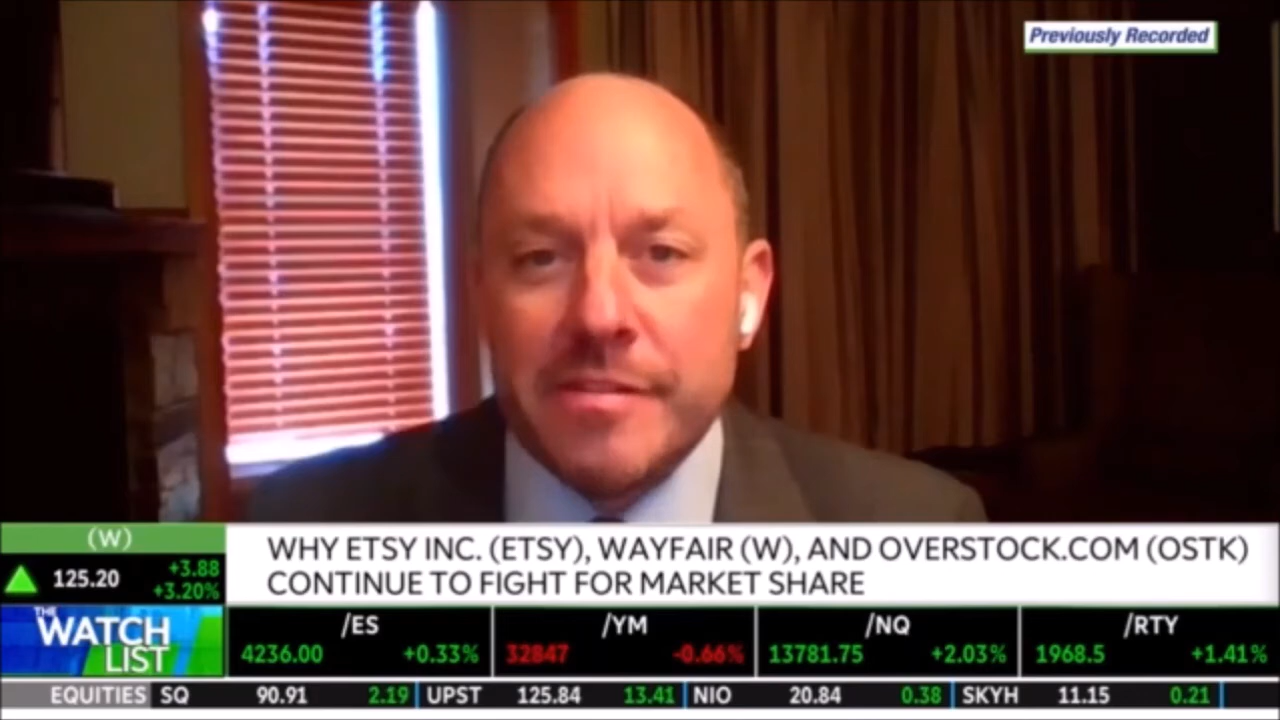 Previously Recorded
(W)
125.20 +3.88 +3.20%
WHY ETSY INC. (ETSY), WAYFAIR (W), AND OVERSTOCK.COM (OSTK)
CONTINUE TO FIGHT FOR MARKET SHARE
THE
WATCH
LIST
/ES /YM /NQ /RTY
4236.00 +0.33% 32847 -0.66% 13781.75 +2.03% 1968.5 +1.41%
EQUITIES SQ 90.91 2.19 UPST 125.84 13.41 NIO 20.84 0.38 SKYH 11.15 0.21